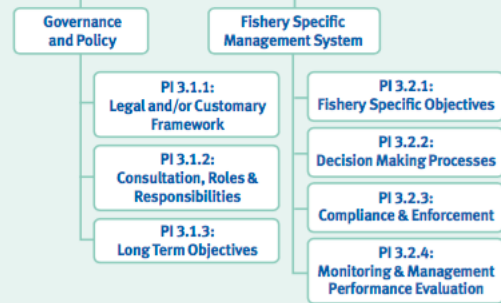 Governance
and Policy
Fishery Specific
Management System
PI 3.1.1:
Legal and/or Customary
Framework
PI 3.1.2:
Consultation, Roles &
Responsibilities
PI 3.1.3:
Long Term Objectives
PI 3.2.1:
Fishery Specific Objectives
PI 3.2.2:
Decision Making Processes
PI 3.2.3:
Compliance & Enforcement
PI 3.2.4:
Monitoring & Management
Performance Evaluation